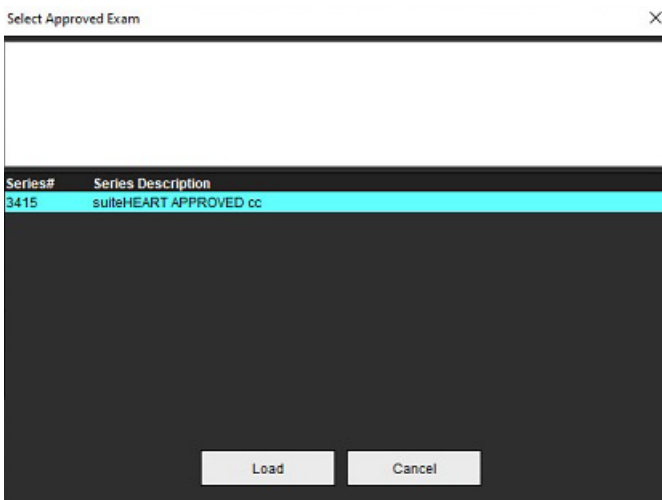 Select Approved Exam
Series# Series Description
3415 suiteHEART APPROVED cc
Load Cancel